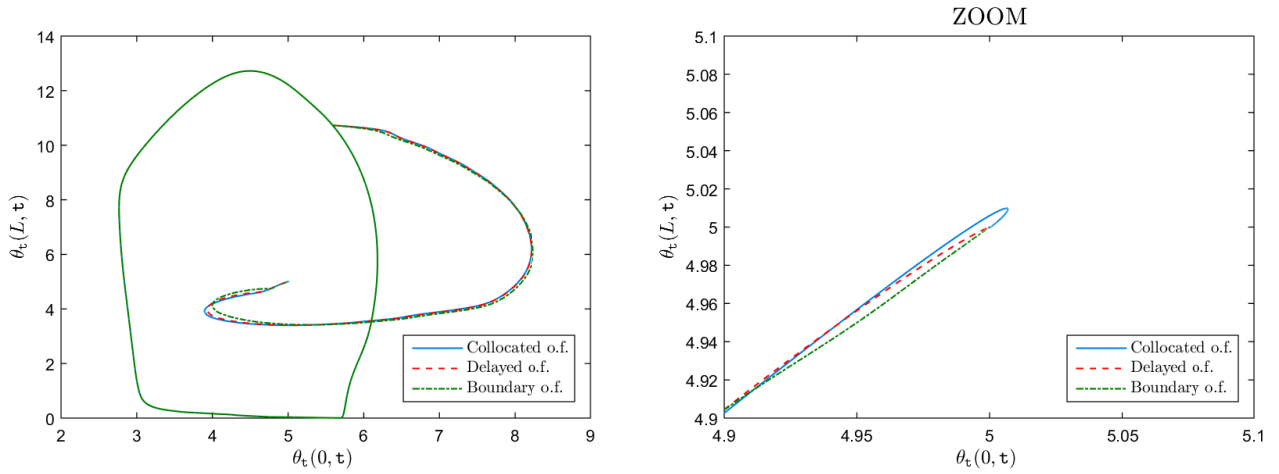 14
12
10
8
6
4
2
0
θₜ(L, t)
2 3 4 5 6 7 8 9
θₜ(0, t)
Collocated o.f.
Delayed o.f.
Boundary o.f.
ZOOM
5.1
5.08
5.06
5.04
5.02
5
4.98
4.96
4.94
4.92
4.9
θₜ(L, t)
4.9 4.95 5 5.05 5.1
θₜ(0, t)
Collocated o.f.
Delayed o.f.
Boundary o.f.